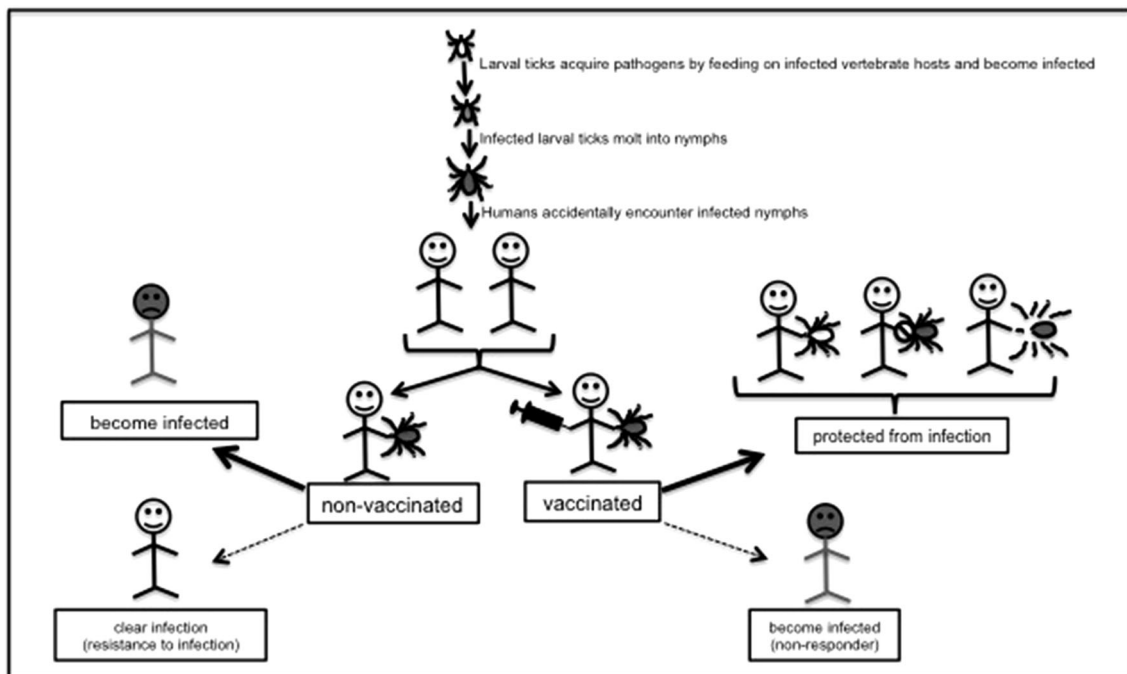 Larval ticks acquire pathogens by feeding on infected vertebrate hosts and become infected
Infected larval ticks molt into nymphs
Humans accidentally encounter infected nymphs
become infected
protected from infection
non-vaccinated
vaccinated
clear infection
(resistance to infection)
become infected
(non-responder)